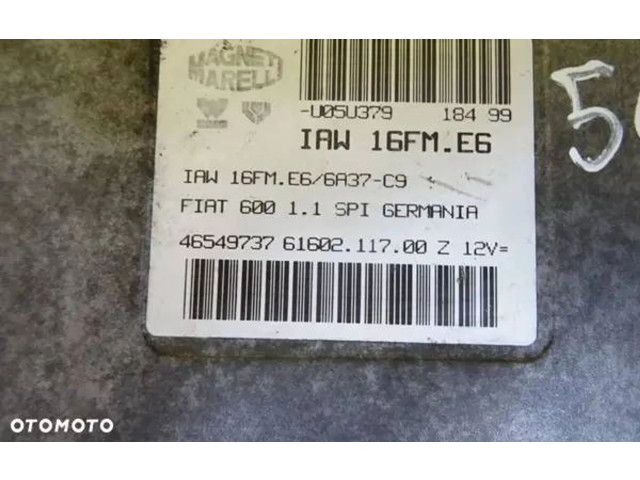 MAGNETI
MARELLI
-U05U379 184 99
IAW 16FM.E6
IAW 16FM.E6/6A37-C9
FIAT 600 1.1 SPI GERMANIA
46549737 61602.117.00 Z 12V=
OTOMOTO